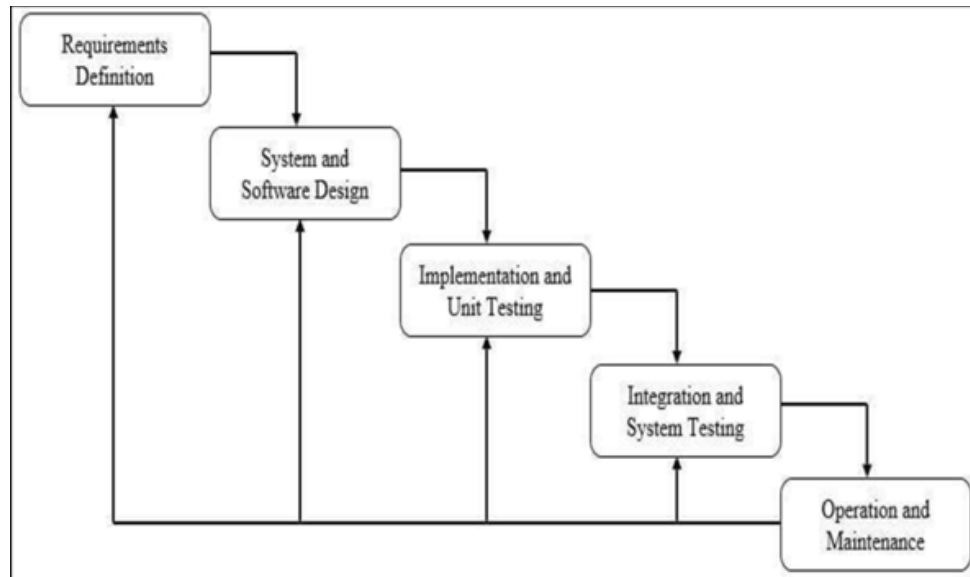 Requirements
Definition
System and
Software Design
Implementation and
Unit Testing
Integration and
System Testing
Operation and
Maintenance